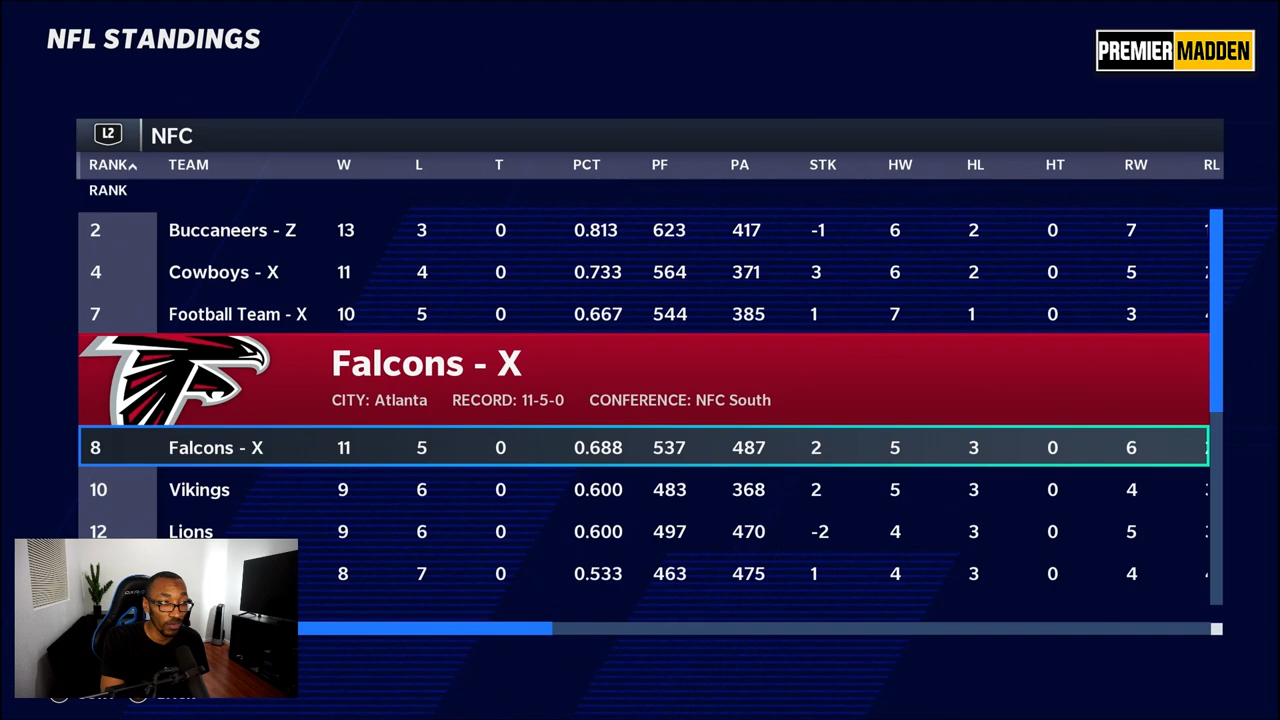 NFL STANDINGS
PREMIER MADDEN
L2 NFC
RANK TEAM W L T PCT PF PA STK HW HL HT RW RL
RANK
2 Buccaneers - Z 13 3 0 0.813 623 417 -1 6 2 0 7
4 Cowboys - X 11 4 0 0.733 564 371 3 6 2 0 5
7 Football Team - X 10 5 0 0.667 544 385 1 7 1 0 3
Falcons - X
CITY: Atlanta RECORD: 11-5-0 CONFERENCE: NFC South
8 Falcons - X 11 5 0 0.688 537 487 2 5 3 0 6
10 Vikings 9 6 0 0.600 483 368 2 5 3 0 4
12 Lions 9 6 0 0.600 497 470 -2 4 3 0 5
8 7 0 0.533 463 475 1 4 3 0 4